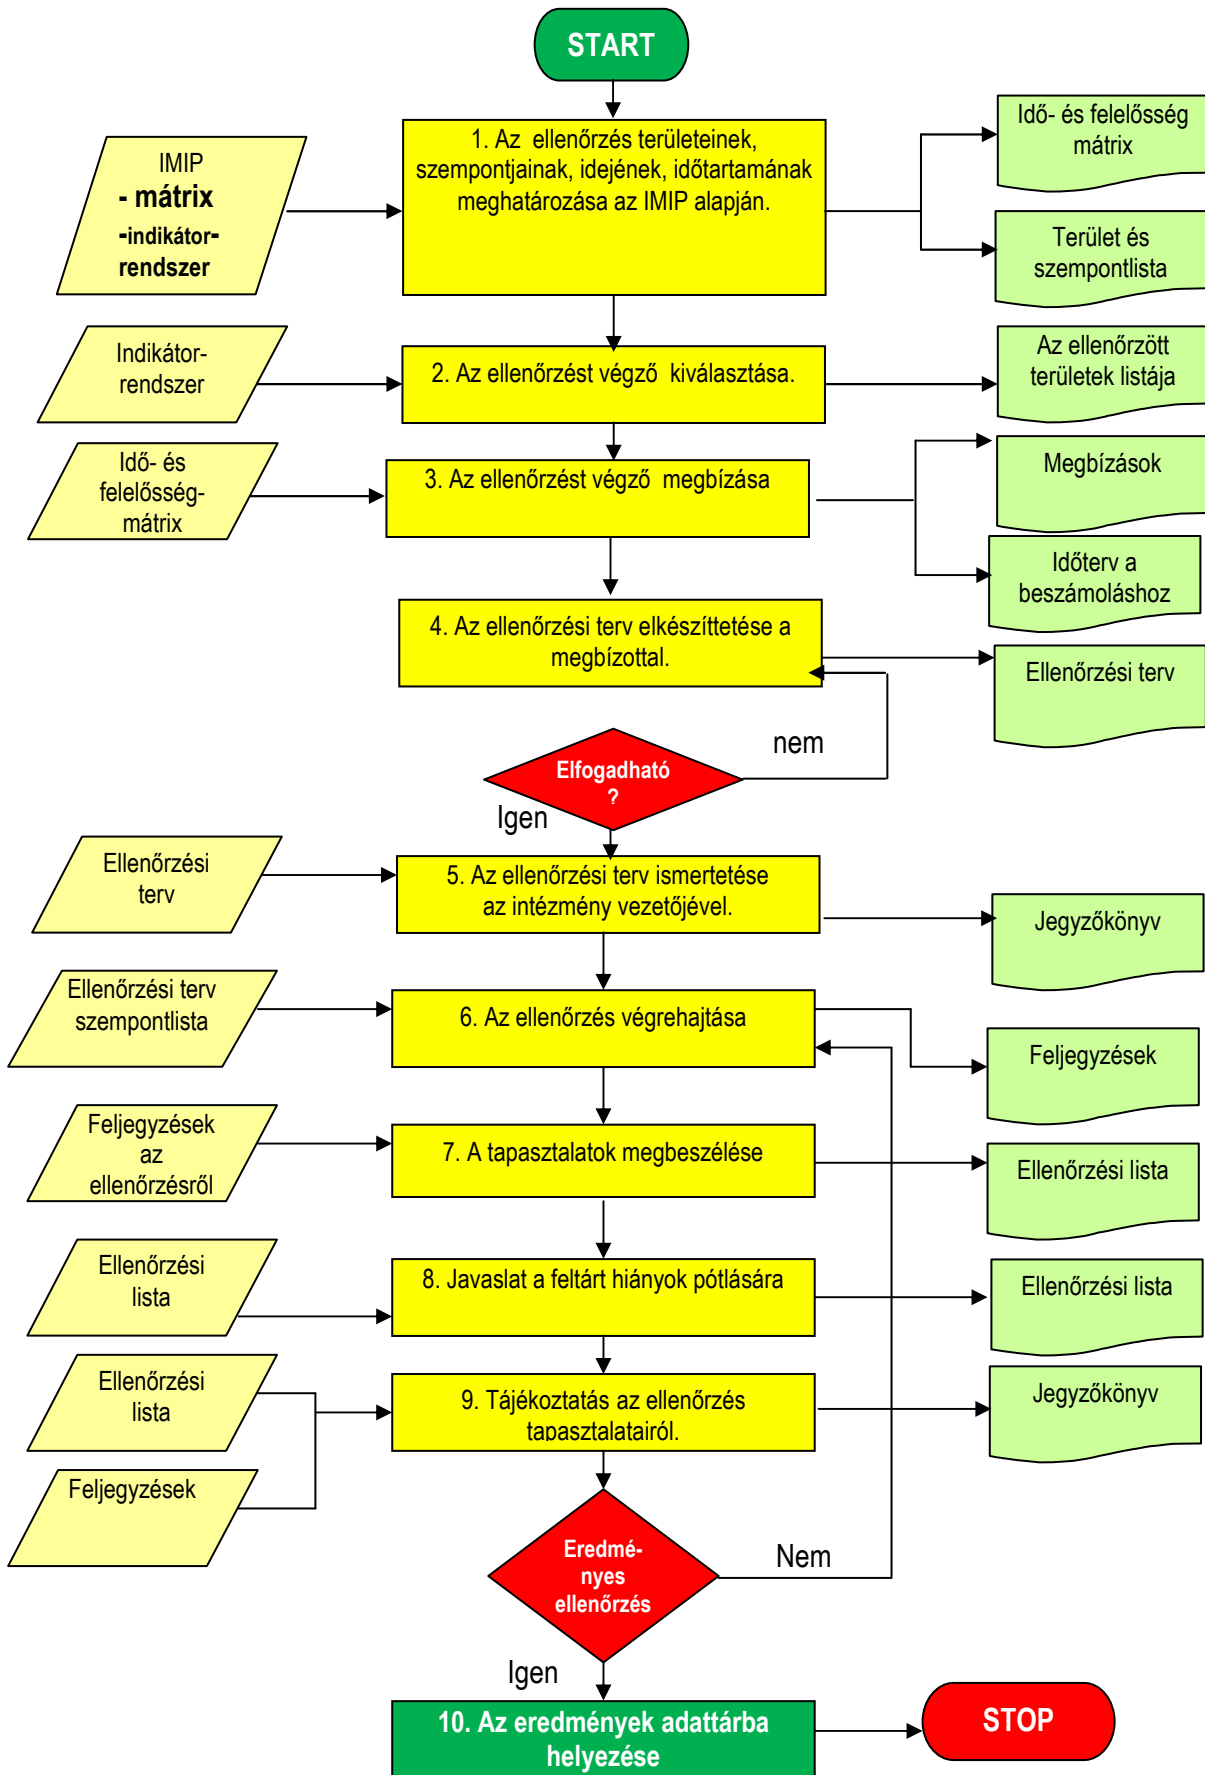 START
1. Az ellenőrzés területeinek,
szempontjainak, idejének, időtartamának
meghatározása az IMIP alapján.
IMIP
- mátrix
-indikátor-
rendszer
Idő- és felelősség
mátrix
Terület és
szempontlista
Indikátor-
rendszer
2. Az ellenőrzést végző kiválasztása.
Az ellenőrzött
területek listája
Idő- és
felelősség-
mátrix
3. Az ellenőrzést végző megbízása
Megbízások
Időterv a
beszámoláshoz
4. Az ellenőrzési terv elkészíttetése a
megbízottal.
Ellenőrzési terv
Elfogadható
?
nem
Igen
Ellenőrzési
terv
5. Az ellenőrzési terv ismertetése
az intézmény vezetőjével.
Jegyzőkönyv
Ellenőrzési terv
szempontlista
6. Az ellenőrzés végrehajtása
Feljegyzések
Feljegyzések
az
ellenőrzésről
7. A tapasztalatok megbeszélése
Ellenőrzési lista
Ellenőrzési
lista
8. Javaslat a feltárt hiányok pótlására
Ellenőrzési lista
Ellenőrzési
lista
9. Tájékoztatás az ellenőrzés
tapasztalatairól.
Jegyzőkönyv
Feljegyzések
Eredmé-
nyes
ellenőrzés
Nem
Igen
10. Az eredmények adattárba
helyezése
STOP